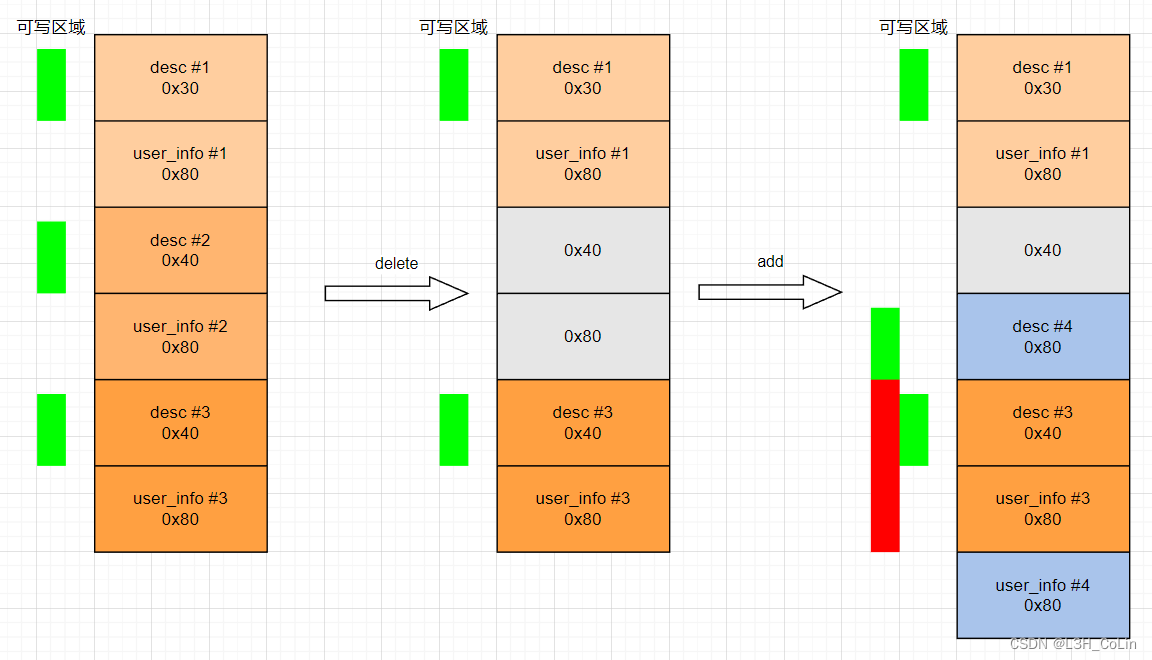 可写区域
desc #1
0x30
user_info #1
0x80
desc #2
0x40
user_info #2
0x80
desc #3
0x40
user_info #3
0x80
delete
可写区域
desc #1
0x30
user_info #1
0x80
0x40
0x80
desc #3
0x40
user_info #3
0x80
add
可写区域
desc #1
0x30
user_info #1
0x80
0x40
desc #4
0x80
desc #3
0x40
user_info #3
0x80
user_info #4
0x80
CSDN @L3H_CoLin